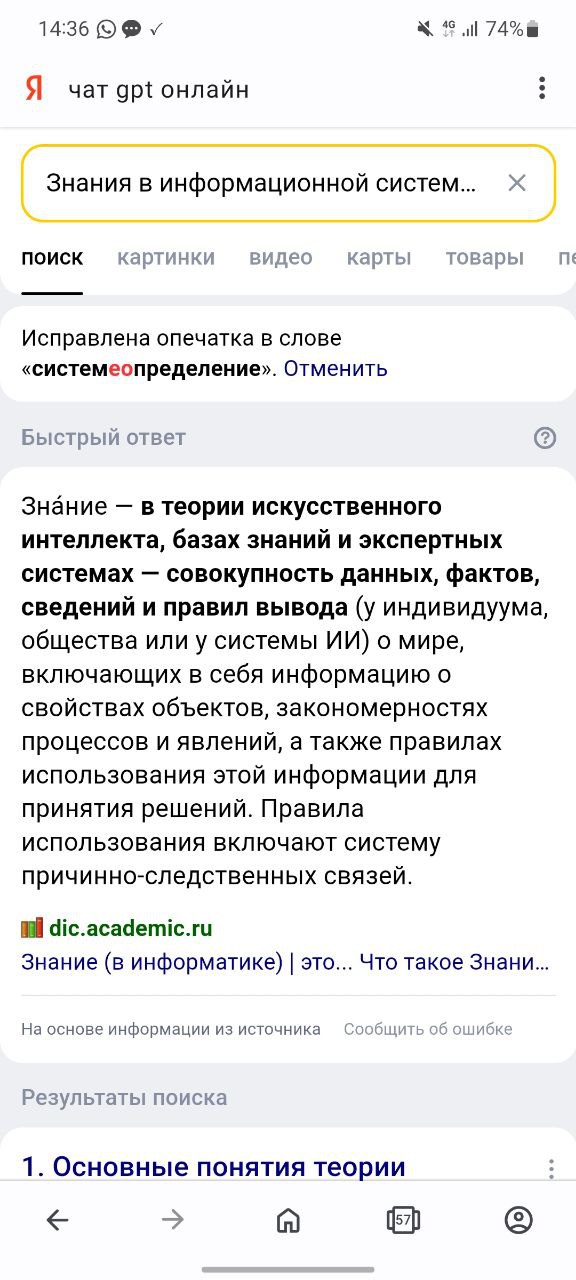 14:36 4G 74%
Я чат gpt онлайн
Знания в информационной систем...
поиск картинки видео карты товары пе
Исправлена опечатка в слове
«системеопределение». Отменить
Быстрый ответ
Зна́ние — в теории искусственного
интеллекта, базах знаний и экспертных
системах — совокупность данных, фактов,
сведений и правил вывода (у индивидуума,
общества или у системы ИИ) о мире,
включающих в себя информацию о
свойствах объектов, закономерностях
процессов и явлений, а также правилах
использования этой информации для
принятия решений. Правила
использования включают систему
причинно-следственных связей.
dic.academic.ru
Знание (в информатике) | это... Что такое Знани...
На основе информации из источника Сообщить об ошибке
Результаты поиска
1. Основные понятия теории
57